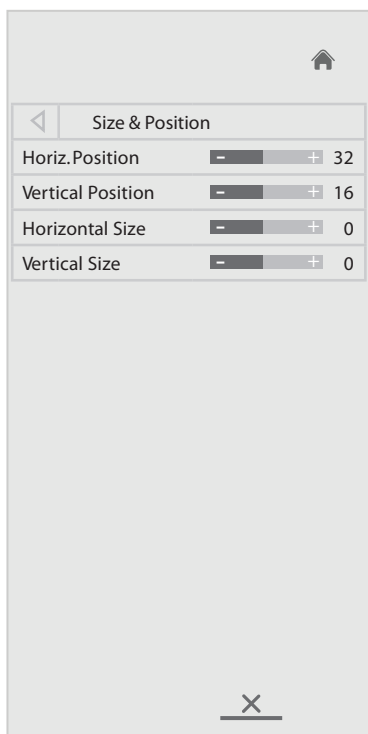 Size & Position
Horiz. Position - + 32
Vertical Position - + 16
Horizontal Size - + 0
Vertical Size - + 0